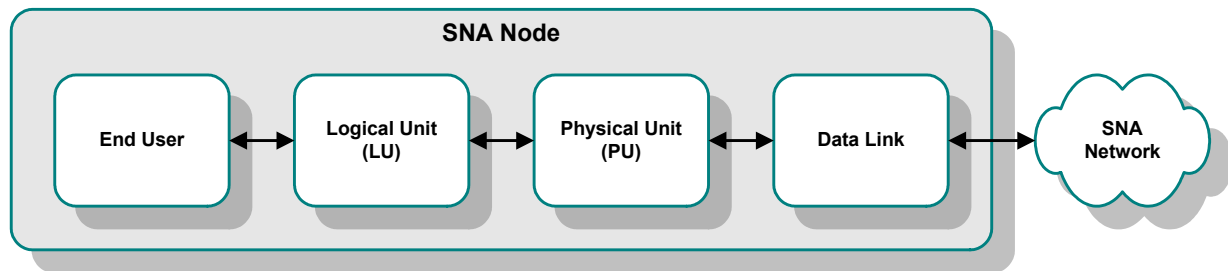 SNA Node
End User
Logical Unit
(LU)
Physical Unit
(PU)
Data Link
SNA
Network